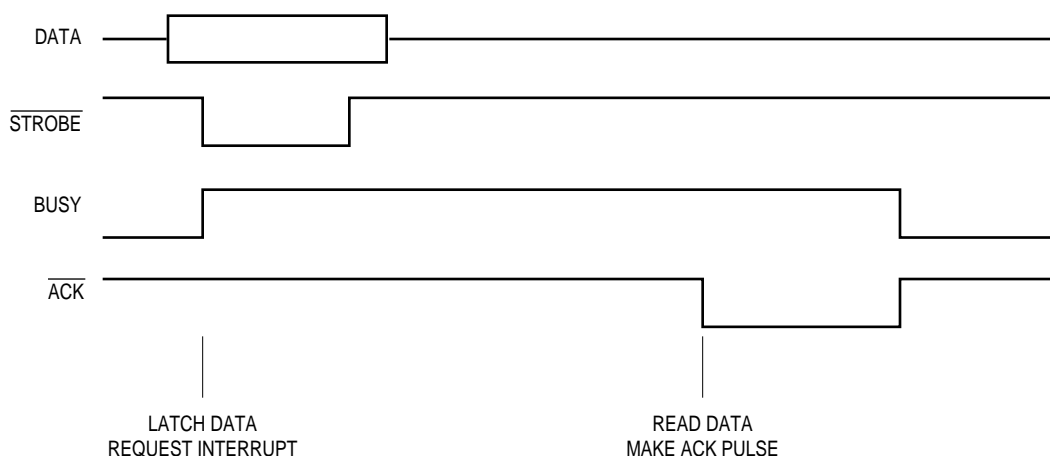 DATA
STROBE
BUSY
ACK
LATCH DATA
REQUEST INTERRUPT
READ DATA
MAKE ACK PULSE